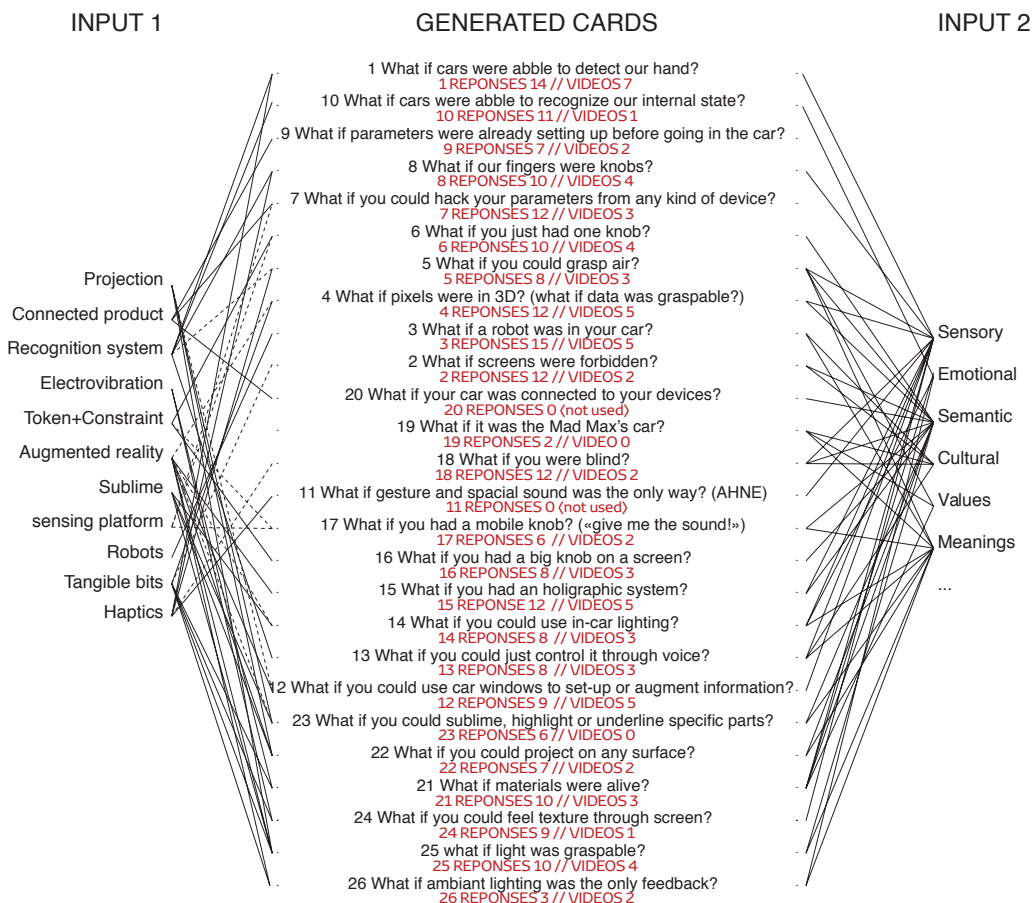 INPUT 1
GENERATED CARDS
INPUT 2
1 What if cars were abble to detect our hand?
1 REPONSES 14 // VIDEOS 7
10 What if cars were abble to recognize our internal state?
10 REPONSES 11 // VIDEOS 1
9 What if parameters were already setting up before going in the car?
9 REPONSES 7 // VIDEOS 2
8 What if our fingers were knobs?
8 REPONSES 10 // VIDEOS 4
7 What if you could hack your parameters from any kind of device?
7 REPONSES 12 // VIDEOS 3
6 What if you just had one knob?
6 REPONSES 10 // VIDEOS 4
5 What if you could grasp air?
5 REPONSES 8 // VIDEOS 3
4 What if pixels were in 3D? (what if data was graspable?)
4 REPONSES 12 // VIDEOS 5
3 What if a robot was in your car?
3 REPONSES 15 // VIDEOS 5
2 What if screens were forbidden?
2 REPONSES 12 // VIDEOS 2
20 What if your car was connected to your devices?
20 REPONSES 0 (not used)
19 What if it was the Mad Max's car?
19 REPONSES 2 // VIDEO 0
18 What if you were blind?
18 REPONSES 12 // VIDEOS 2
11 What if gesture and spacial sound was the only way? (AHNE)
11 REPONSES 0 (not used)
17 What if you had a mobile knob? («give me the sound!»)
17 REPONSES 6 // VIDEOS 2
16 What if you had a big knob on a screen?
16 REPONSES 8 // VIDEOS 3
15 What if you had an holigraphic system?
15 REPONSE 12 // VIDEOS 5
14 What if you could use in-car lighting?
14 REPONSES 8 // VIDEOS 3
13 What if you could just control it through voice?
13 REPONSES 8 // VIDEOS 3
12 What if you could use car windows to set-up or augment information?
12 REPONSES 9 // VIDEOS 5
23 What if you could sublime, highlight or underline specific parts?
23 REPONSES 6 // VIDEOS 0
22 What if you could project on any surface?
22 REPONSES 7 // VIDEOS 2
21 What if materials were alive?
21 REPONSES 10 // VIDEOS 3
24 What if you could feel texture through screen?
24 REPONSES 9 // VIDEOS 1
25 what if light was graspable?
25 REPONSES 10 // VIDEOS 4
26 What if ambiant lighting was the only feedback?
26 REPONSES 3 // VIDEOS 2
Projection
Connected product
Recognition system
Electrovibration
Token+Constraint
Augmented reality
Sublime
sensing platform
Robots
Tangible bits
Haptics
Sensory
Emotional
Semantic
Cultural
Values
Meanings
...